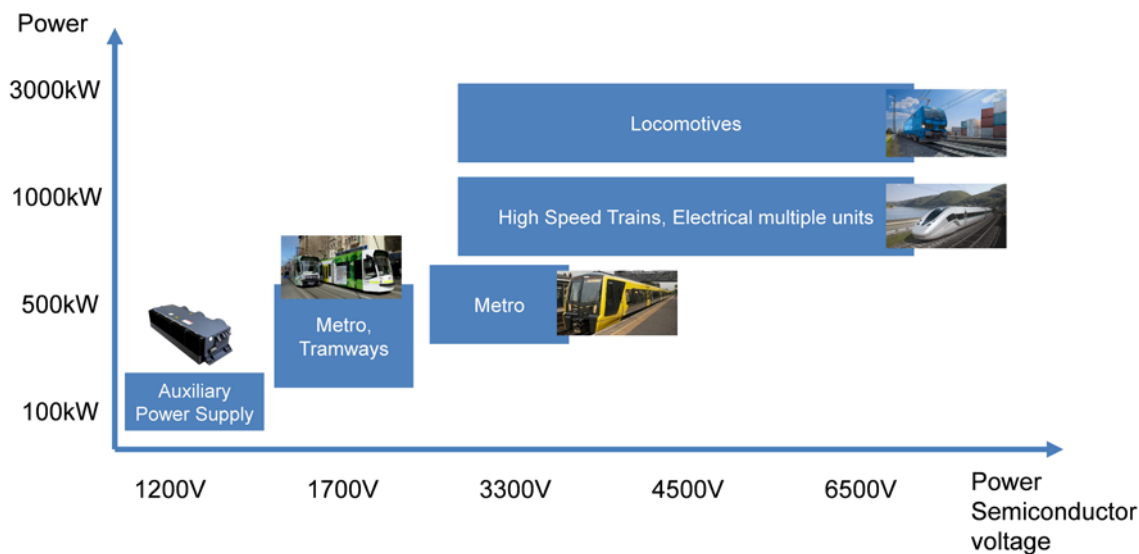 Power
3000kW
Locomotives
1000kW
High Speed Trains, Electrical multiple units
500kW
Metro
Metro,
Tramways
Auxiliary
Power Supply
100kW
1200V
1700V
3300V
4500V
6500V
Power
Semiconductor
voltage